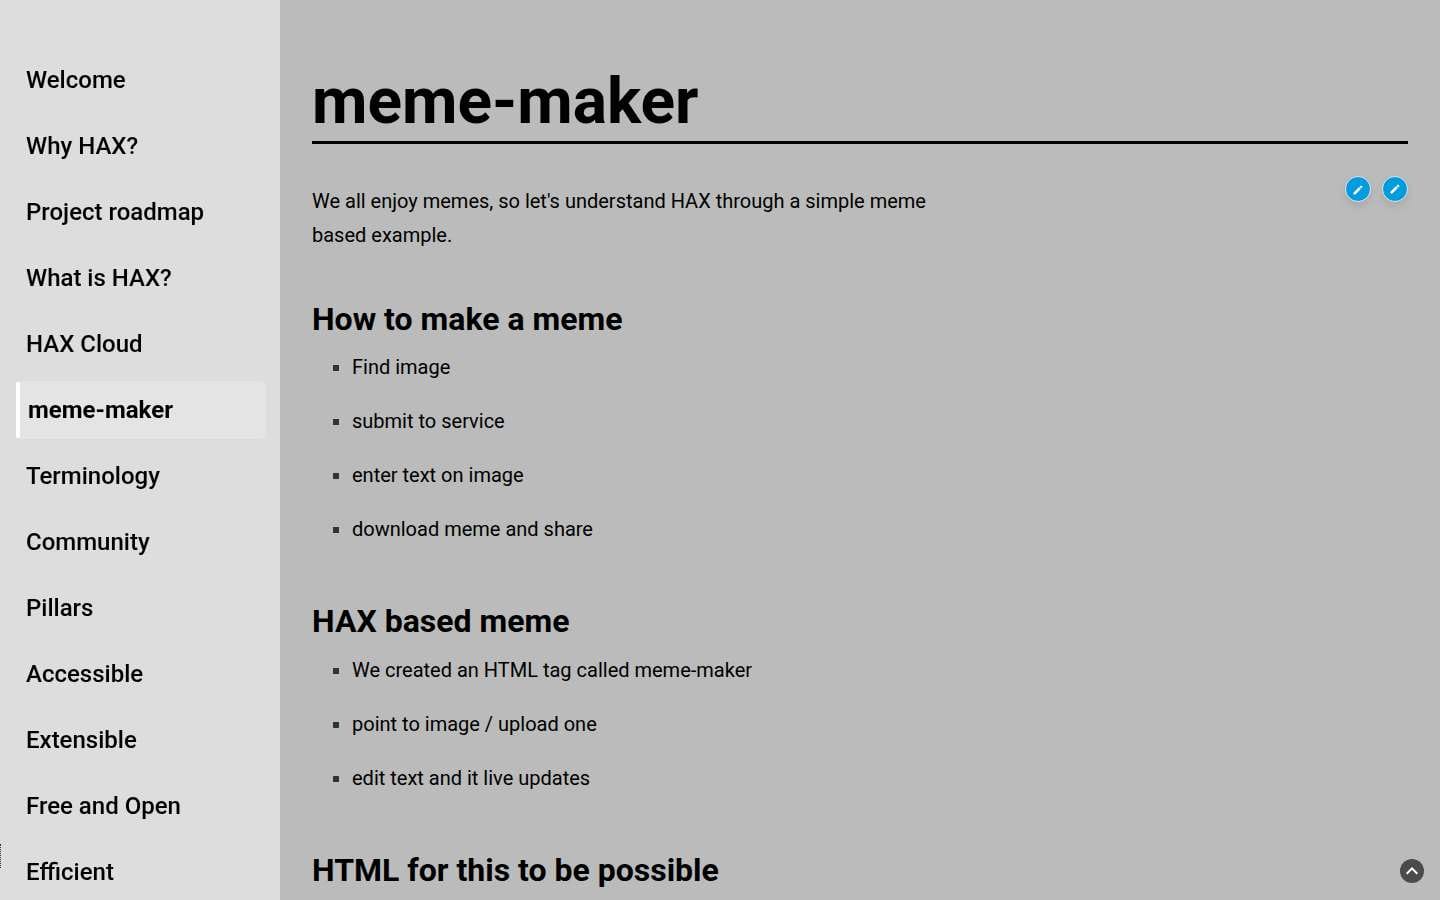 Welcome
Why HAX?
Project roadmap
What is HAX?
HAX Cloud
meme-maker
Terminology
Community
Pillars
Accessible
Extensible
Free and Open
Efficient
meme-maker
We all enjoy memes, so let's understand HAX through a simple meme
based example.
How to make a meme
Find image
submit to service
enter text on image
download meme and share
HAX based meme
We created an HTML tag called meme-maker
point to image / upload one
edit text and it live updates
HTML for this to be possible